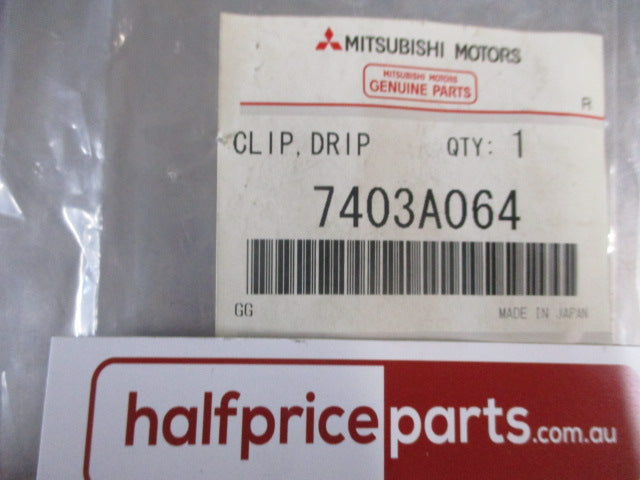 MITSUBISHI MOTORS
MITSUBISHI MOTORS
GENUINE PARTS
R
CLIP, DRIP QTY: 1
7403A064
GG MADE IN JAPAN
halfpriceparts.com.au